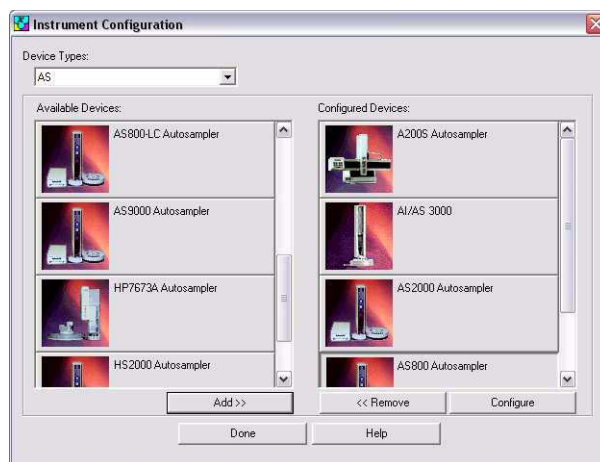 Instrument Configuration
Device Types:
AS
Available Devices:
AS800-LC Autosampler
AS9000 Autosampler
HP7673A Autosampler
HS2000 Autosampler
Configured Devices:
A200S Autosampler
AI/AS 3000
AS2000 Autosampler
AS800 Autosampler
Add >>
<< Remove
Configure
Done
Help